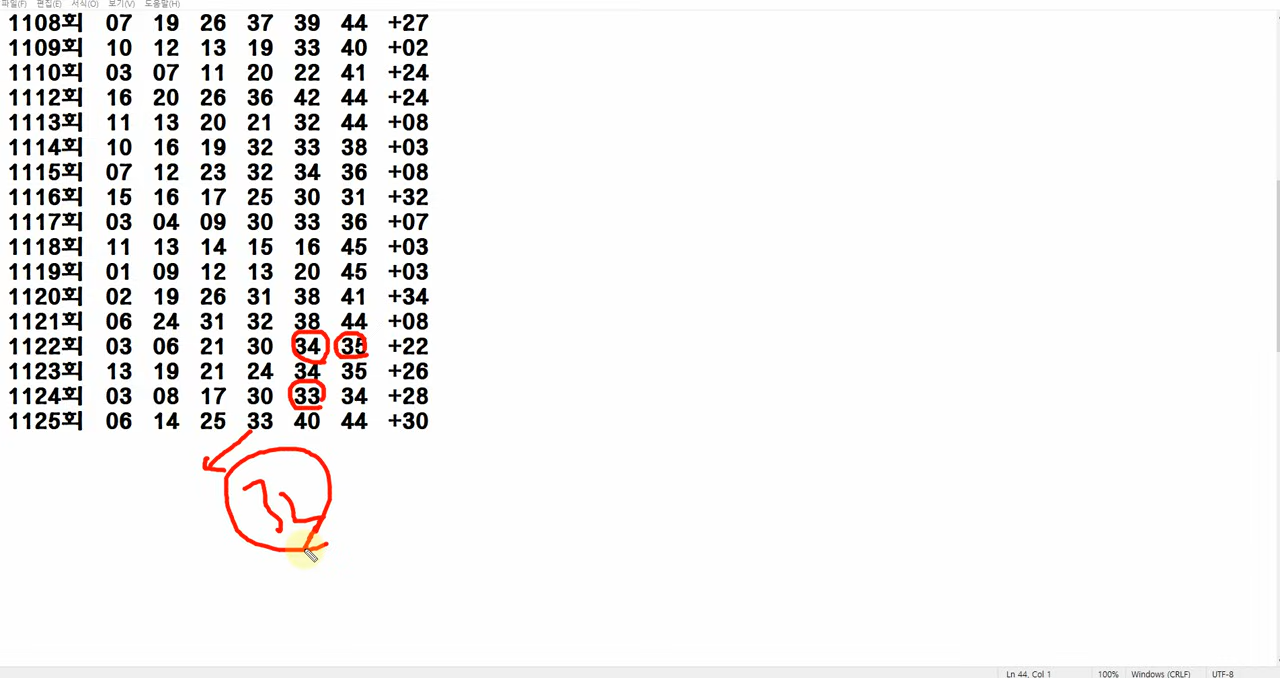 파일(F) 편집(E) 서식(O) 보기(V) 도움말(H)
1108회 07 19 26 37 39 44 +27
1109회 10 12 13 19 33 40 +02
1110회 03 07 11 20 22 41 +24
1112회 16 20 26 36 42 44 +24
1113회 11 13 20 21 32 44 +08
1114회 10 16 19 32 33 38 +03
1115회 07 12 23 32 34 36 +08
1116회 15 16 17 25 30 31 +32
1117회 03 04 09 30 33 36 +07
1118회 11 13 14 15 16 45 +03
1119회 01 09 12 13 20 45 +03
1120회 02 19 26 31 38 41 +34
1121회 06 24 31 32 38 44 +08
1122회 03 06 21 30 34 35 +22
1123회 13 19 21 24 34 35 +26
1124회 03 08 17 30 33 34 +28
1125회 06 14 25 33 40 44 +30
Ln 44, Col 1 100% Windows (CRLF) UTF-8